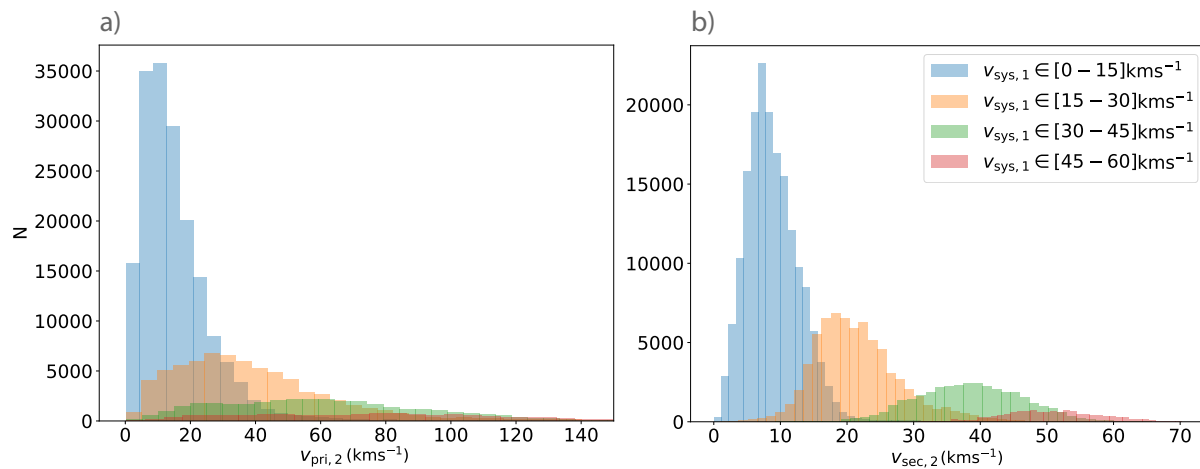 a)
35000
30000
25000
20000
15000
10000
5000
0
N
0 20 40 60 80 100 120 140
v_pri, 2 (kms⁻¹)
b)
v_sys, 1 ∈ [0 − 15]kms⁻¹
v_sys, 1 ∈ [15 − 30]kms⁻¹
v_sys, 1 ∈ [30 − 45]kms⁻¹
v_sys, 1 ∈ [45 − 60]kms⁻¹
20000
15000
10000
5000
0
0 10 20 30 40 50 60 70
v_sec, 2 (kms⁻¹)